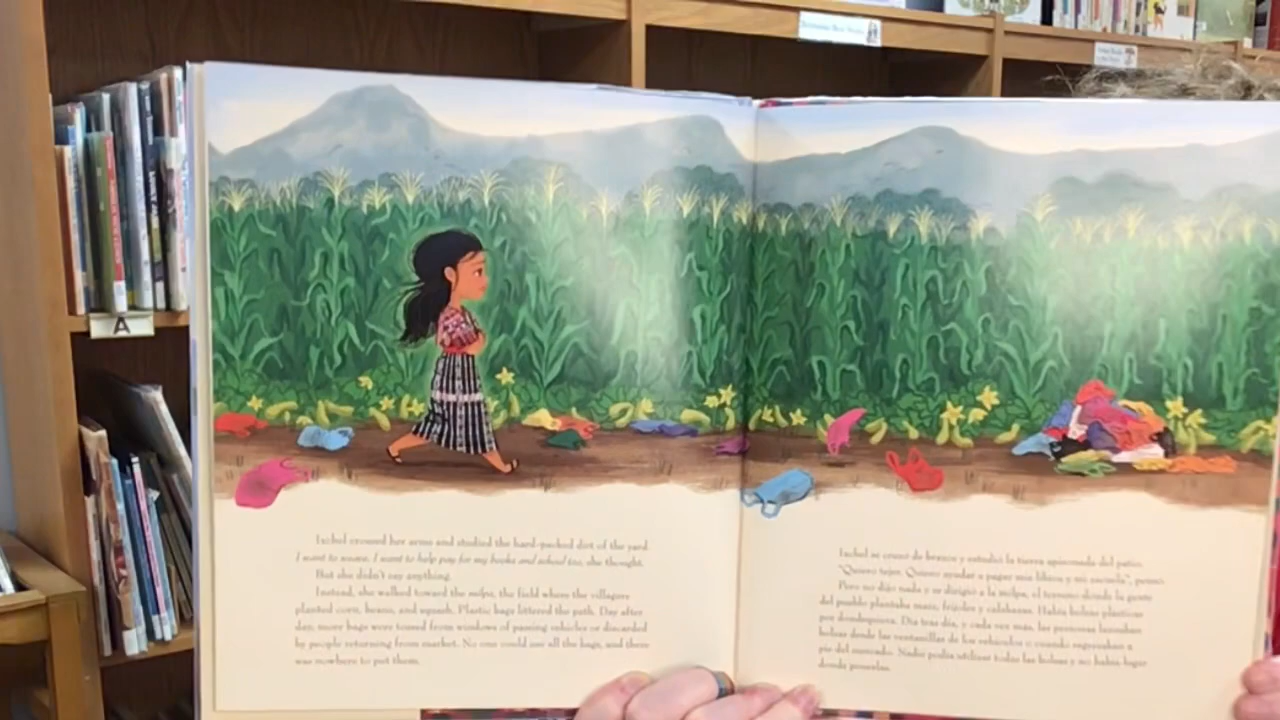 A
Ixchel crossed her arms and studied the hard-packed dirt of the yard.
I want to weave. I want to help pay for my books and school too, she thought.
But she didn't say anything.
Instead, she walked toward the milpa, the field where the villagers
planted corn, beans, and squash. Plastic bags littered the path. Day after
day, more bags were tossed from windows of passing vehicles or discarded
by people returning from market. No one could use all the bags, and there
was nowhere to put them.
Ixchel se cruzó de brazos y estudió la tierra apisonada del patio.
"Quiero tejer. Quiero ayudar a pagar mis libros y mi escuela", pensó.
Pero no dijo nada y se dirigió a la milpa, el terreno donde la gente
del pueblo plantaba maíz, frijoles y calabazas. Había bolsas plásticas
por dondequiera. Día tras día, y cada vez más, las personas lanzaban
bolsas desde las ventanillas de los vehículos o cuando regresaban a
pie del mercado. Nadie podía utilizar todas las bolsas y no había lugar
donde ponerlas.